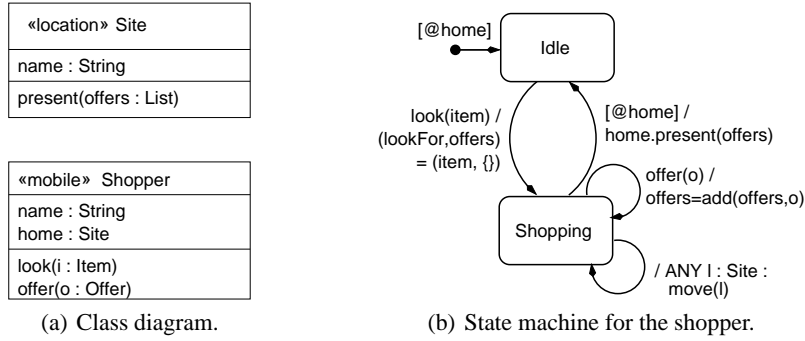 «location» Site
name : String
present(offers : List)
«mobile» Shopper
name : String
home : Site
look(i : Item)
offer(o : Offer)
(a) Class diagram.
[@home]
Idle
look(item) /
(lookFor,offers)
= (item, {})
[@home] /
home.present(offers)
offer(o) /
offers=add(offers,o)
Shopping
/ ANY l : Site :
move(l)
(b) State machine for the shopper.